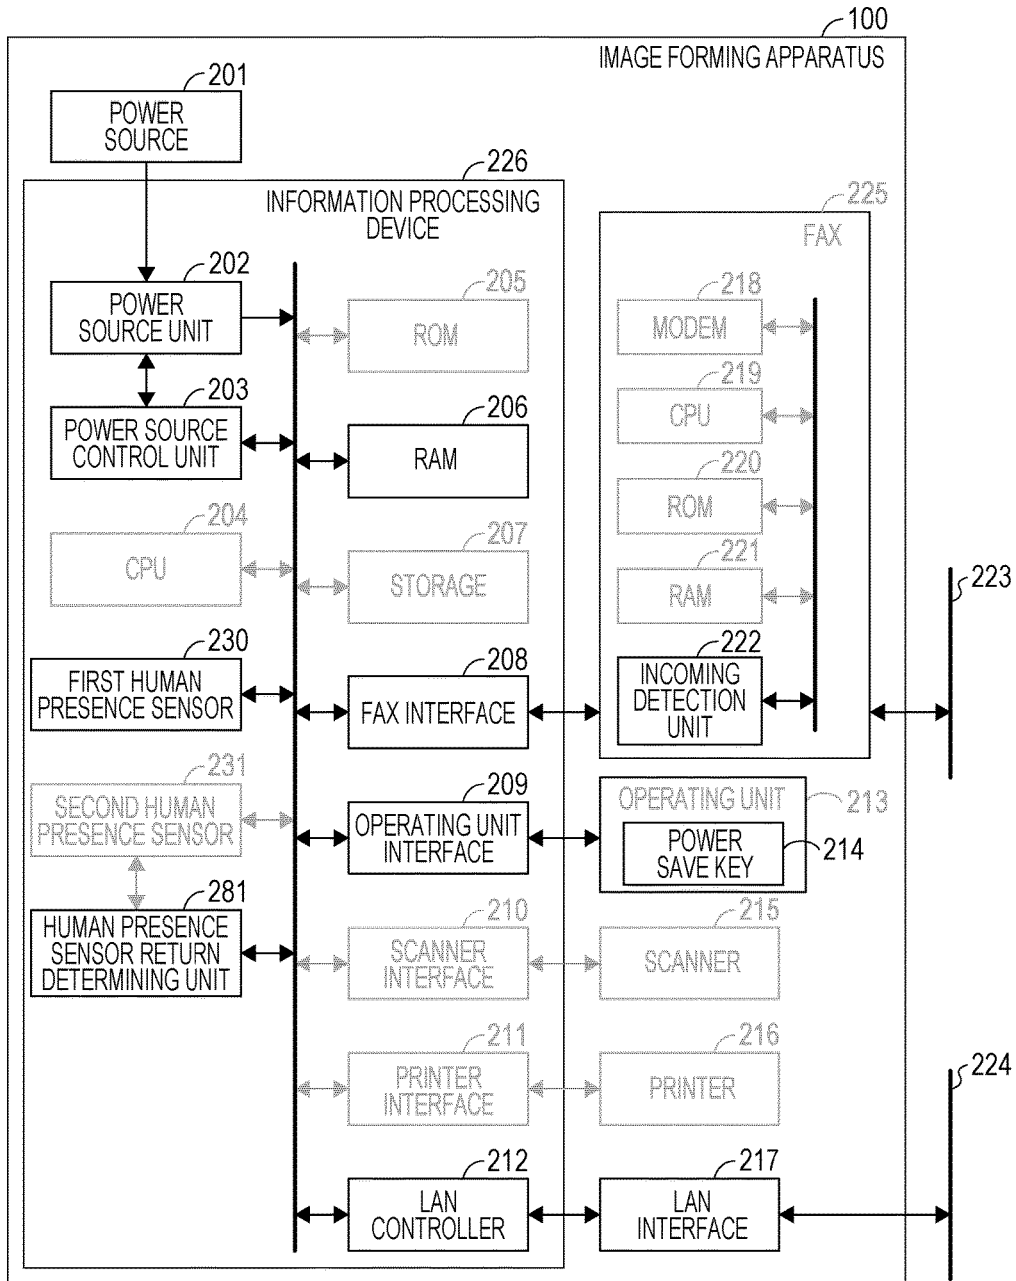 100
IMAGE FORMING APPARATUS
201
POWER
SOURCE
226
INFORMATION PROCESSING
DEVICE
202
POWER
SOURCE UNIT
203
POWER SOURCE
CONTROL UNIT
204
CPU
230
FIRST HUMAN
PRESENCE SENSOR
231
SECOND HUMAN
PRESENCE SENSOR
281
HUMAN PRESENCE
SENSOR RETURN
DETERMINING UNIT
205
ROM
206
RAM
207
STORAGE
208
FAX INTERFACE
209
OPERATING UNIT
INTERFACE
210
SCANNER
INTERFACE
211
PRINTER
INTERFACE
212
LAN
CONTROLLER
225
FAX
218
MODEM
219
CPU
220
ROM
221
RAM
222
INCOMING
DETECTION
UNIT
OPERATING UNIT
213
POWER
SAVE KEY
214
215
SCANNER
216
PRINTER
217
LAN
INTERFACE
223
224